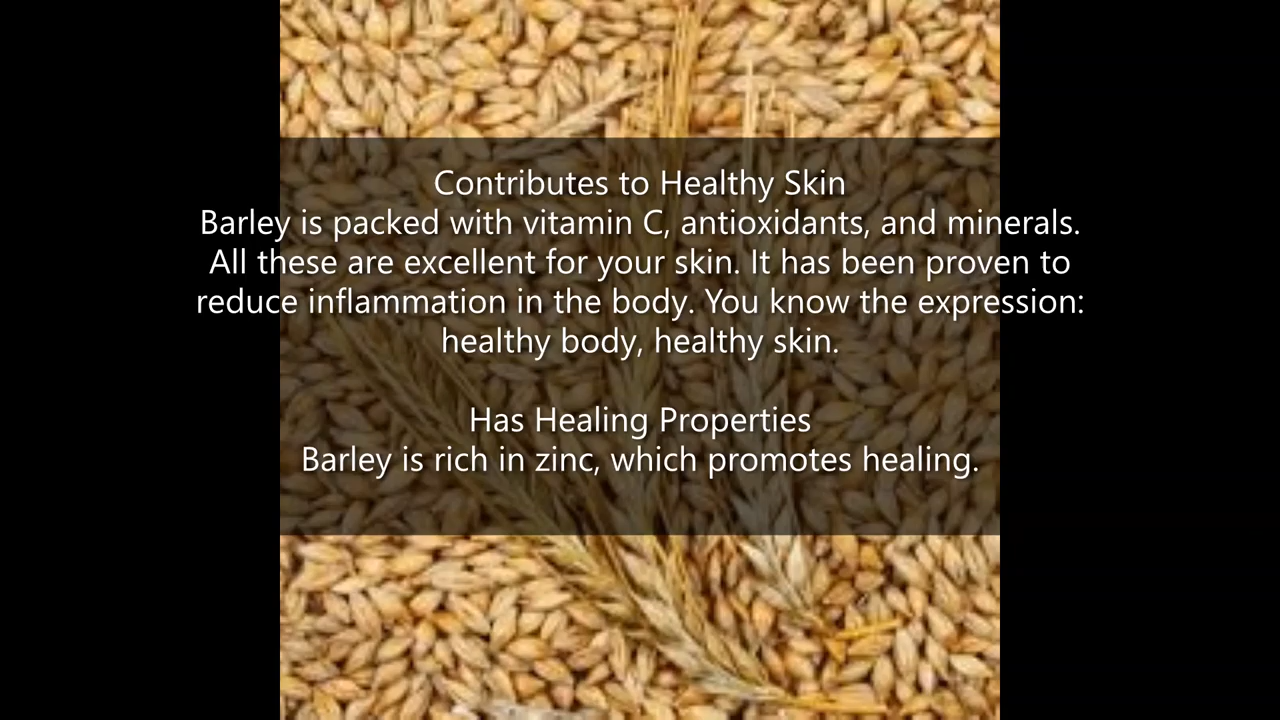 Contributes to Healthy Skin
Barley is packed with vitamin C, antioxidants, and minerals.
All these are excellent for your skin. It has been proven to
reduce inflammation in the body. You know the expression:
healthy body, healthy skin.
Has Healing Properties
Barley is rich in zinc, which promotes healing.